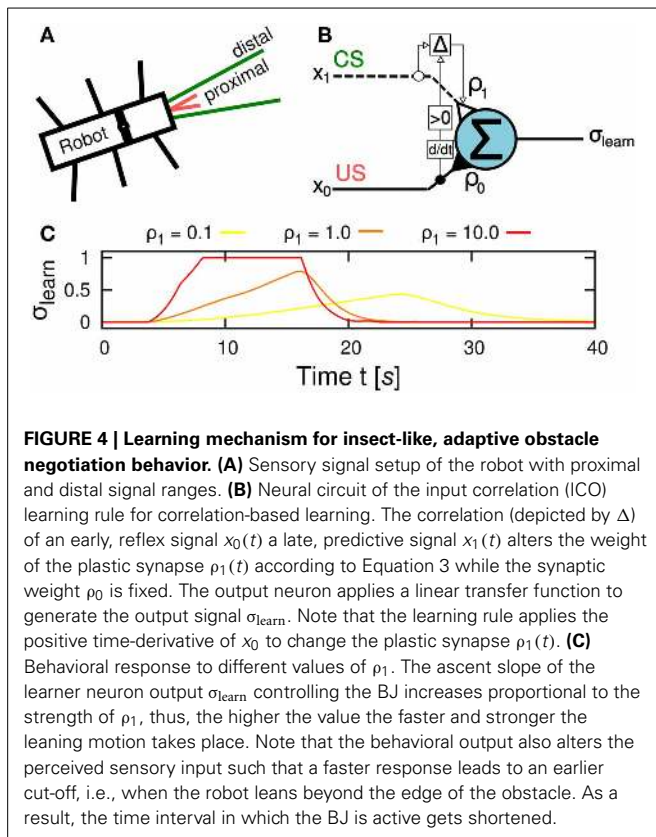 A
distal
proximal
Robot
B
CS
x₁
Δ
ρ₁
>0
d/dt
Σ
σlearn
US
x₀
ρ₀
C
ρ₁ = 0.1
ρ₁ = 1.0
ρ₁ = 10.0
σlearn
1
0.5
0
0
10
20
30
40
Time t [s]
FIGURE 4 | Learning mechanism for insect-like, adaptive obstacle
negotiation behavior. (A) Sensory signal setup of the robot with proximal
and distal signal ranges. (B) Neural circuit of the input correlation (ICO)
learning rule for correlation-based learning. The correlation (depicted by Δ)
of an early, reflex signal x₀(t) a late, predictive signal x₁(t) alters the weight
of the plastic synapse ρ₁(t) according to Equation 3 while the synaptic
weight ρ₀ is fixed. The output neuron applies a linear transfer function to
generate the output signal σlearn. Note that the learning rule applies the
positive time-derivative of x₀ to change the plastic synapse ρ₁(t). (C)
Behavioral response to different values of ρ₁. The ascent slope of the
learner neuron output σlearn controlling the BJ increases proportional to the
strength of ρ₁, thus, the higher the value the faster and stronger the
leaning motion takes place. Note that the behavioral output also alters the
perceived sensory input such that a faster response leads to an earlier
cut-off, i.e., when the robot leans beyond the edge of the obstacle. As a
result, the time interval in which the BJ is active gets shortened.